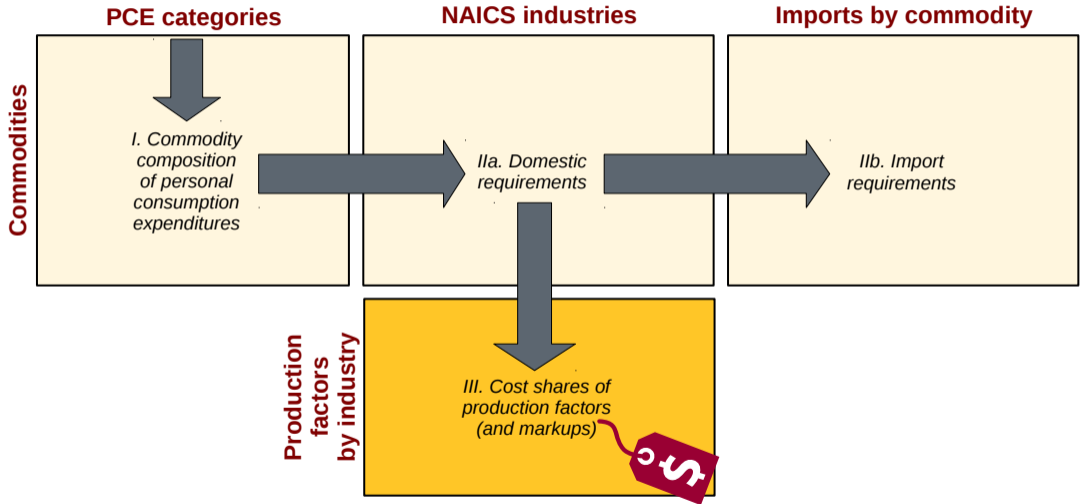 PCE categories
NAICS industries
Imports by commodity
Commodities
I. Commodity
composition
of personal
consumption
expenditures
IIa. Domestic
requirements
IIb. Import
requirements
Production
factors
by industry
III. Cost shares of
production factors
(and markups)
$